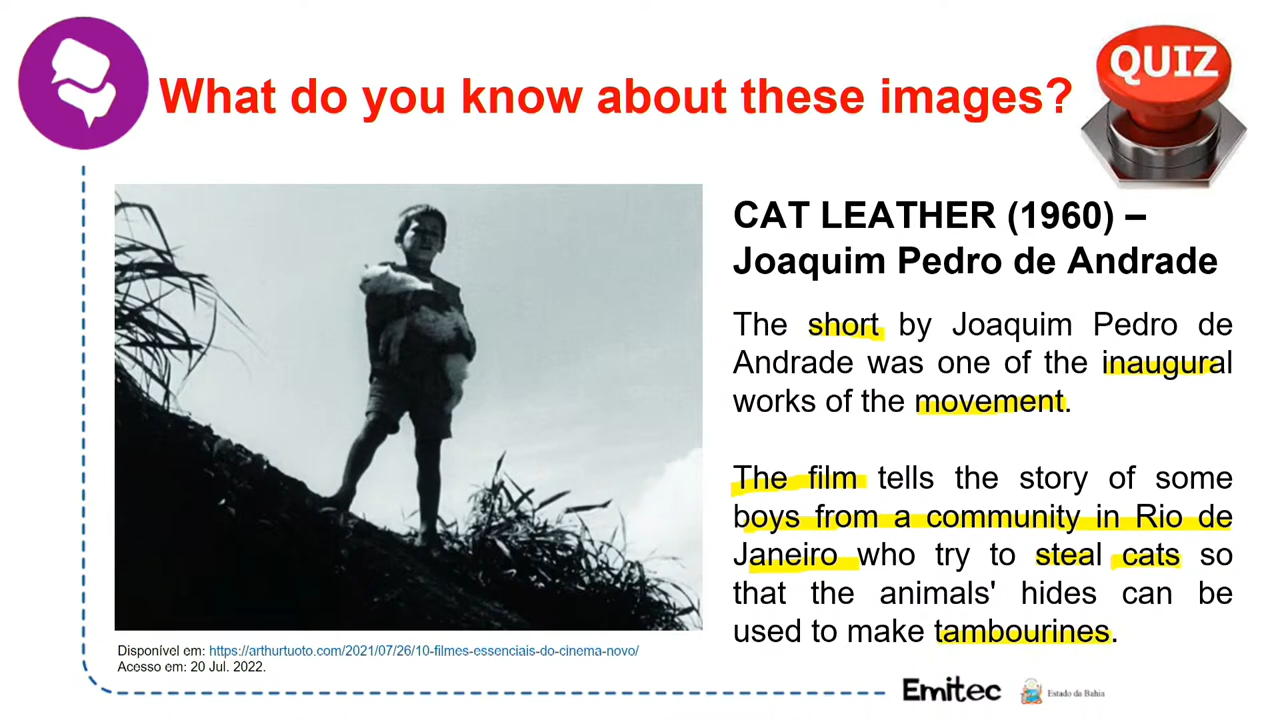 What do you know about these images?
QUIZ
CAT LEATHER (1960) –
Joaquim Pedro de Andrade
The short by Joaquim Pedro de
Andrade was one of the inaugural
works of the movement.
The film tells the story of some
boys from a community in Rio de
Janeiro who try to steal cats so
that the animals' hides can be
used to make tambourines.
Disponível em: https://arthurtuoto.com/2021/07/26/10-filmes-essenciais-do-cinema-novo/
Acesso em: 20 Jul. 2022.
Emitec
Estado da Bahia